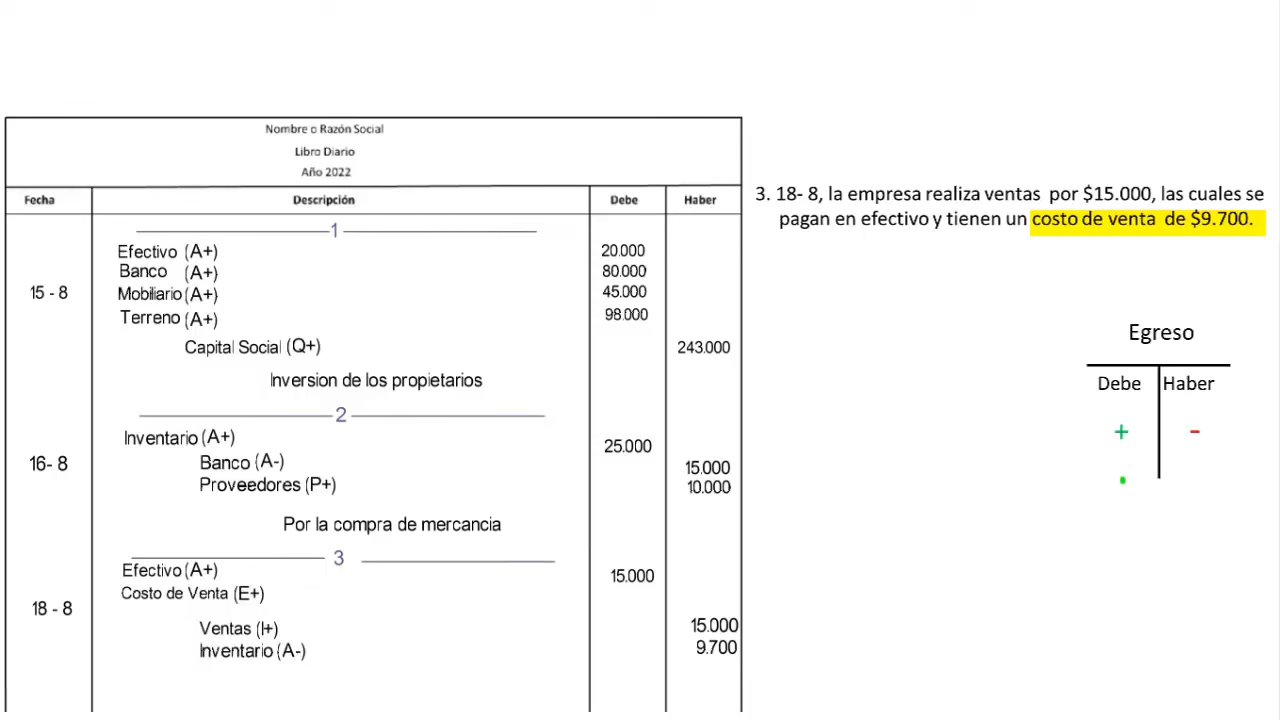 Nombre o Razón Social
Libro Diario
Año 2022
Fecha Descripción Debe Haber
1
Efectivo (A+) 20.000
Banco (A+) 80.000
15 - 8 Mobiliario (A+) 45.000
Terreno (A+) 98.000
Capital Social (Q+) 243.000
Inversion de los propietarios
2
Inventario (A+) 25.000
16- 8 Banco (A-) 15.000
Proveedores (P+) 10.000
Por la compra de mercancia
3
Efectivo (A+) 15.000
Costo de Venta (E+)
18 - 8
Ventas (I+) 15.000
Inventario (A-) 9.700
3. 18- 8, la empresa realiza ventas por $15.000, las cuales se
pagan en efectivo y tienen un costo de venta de $9.700.
Egreso
Debe Haber
+ -